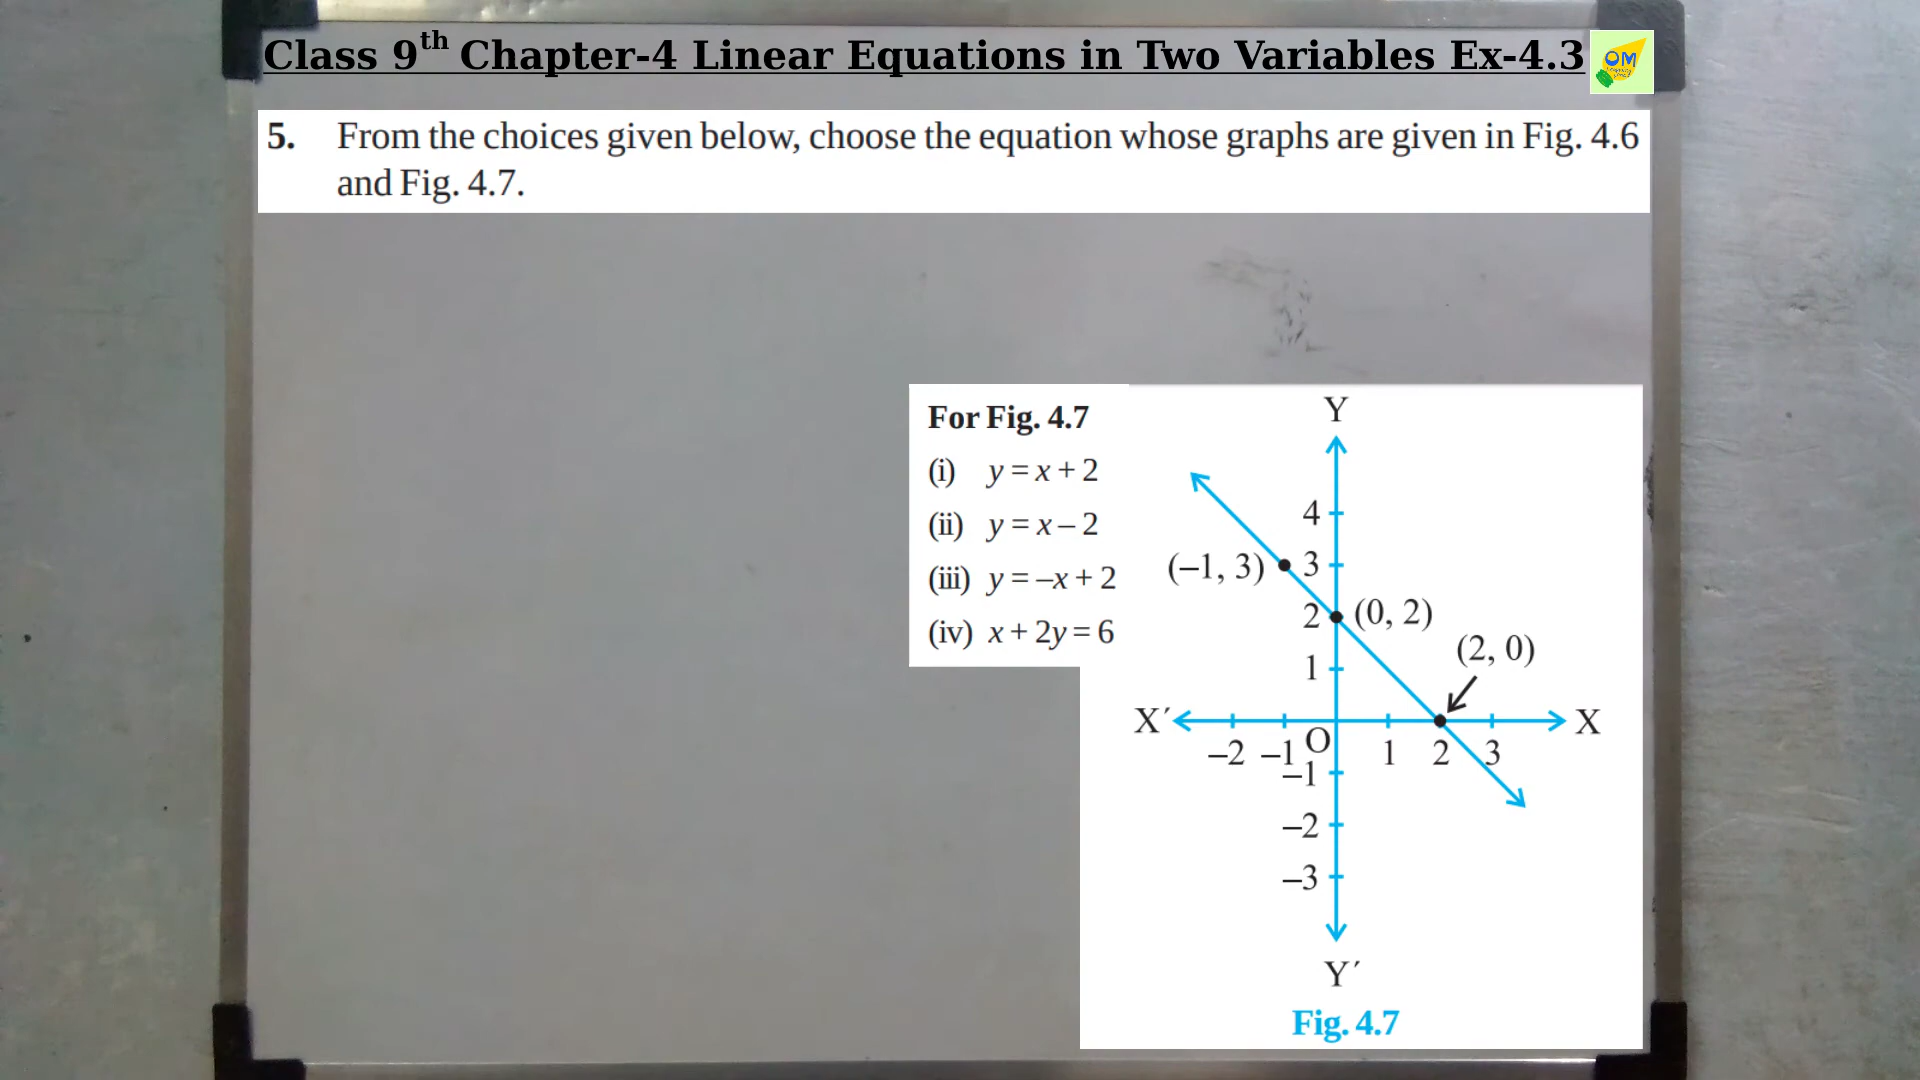 Class 9th Chapter-4 Linear Equations in Two Variables Ex-4.3
OM
5. From the choices given below, choose the equation whose graphs are given in Fig. 4.6
and Fig. 4.7.
For Fig. 4.7
(i) y = x + 2
(ii) y = x – 2
(iii) y = –x + 2
(iv) x + 2y = 6
Y
4
(–1, 3) 3
2 (0, 2)
(2, 0)
1
X′ X
–2 –1 O 1 2 3
–1
–2
–3
Y′
Fig. 4.7